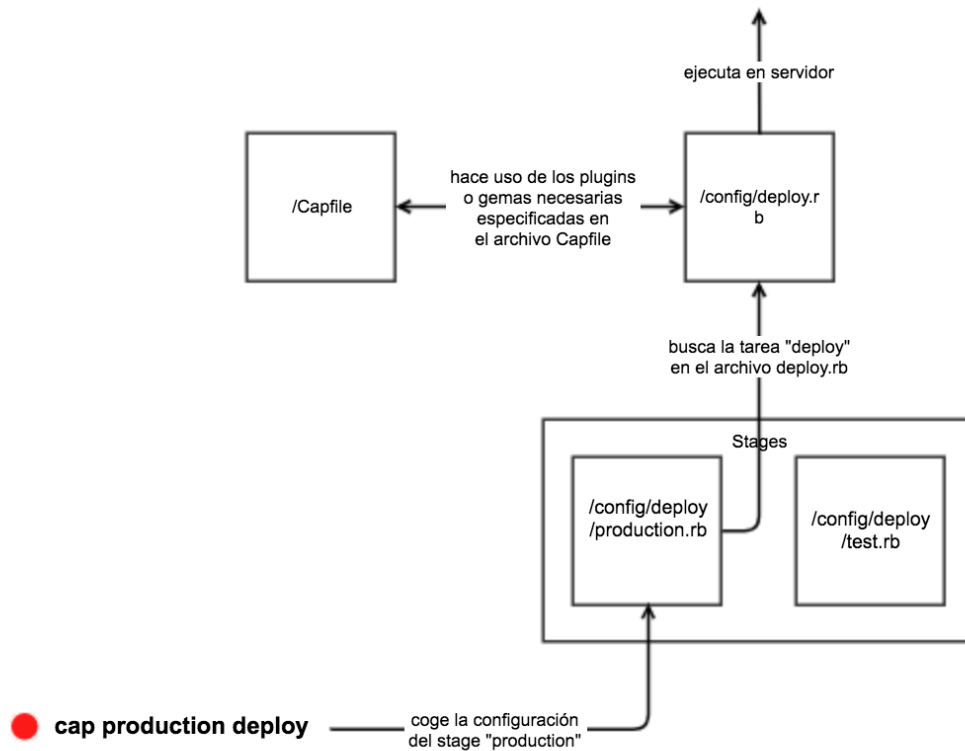 ejecuta en servidor
/Capfile
hace uso de los plugins
o gemas necesarias
especificadas en
el archivo Capfile
/config/deploy.r
b
busca la tarea "deploy"
en el archivo deploy.rb
Stages
/config/deploy
/production.rb
/config/deploy
/test.rb
cap production deploy
coge la configuración
del stage "production"